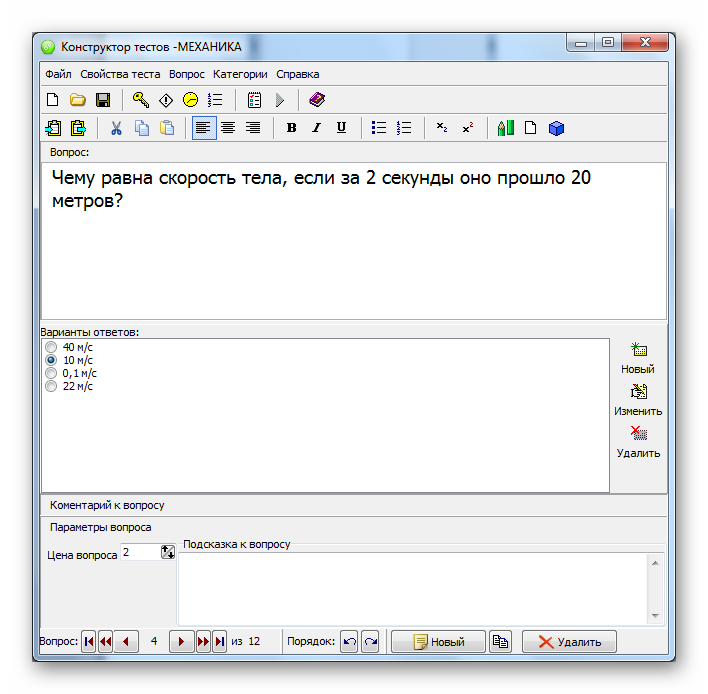 Конструктор тестов -МЕХАНИКА
Файл Свойства теста Вопрос Категории Справка
B I U x₂ x²
Вопрос:
Чему равна скорость тела, если за 2 секунды оно прошло 20
метров?
Варианты ответов:
40 м/с
10 м/с
0,1 м/с
22 м/с
Новый
Изменить
Удалить
Коментарий к вопросу
Параметры вопроса
Цена вопроса 2
Подсказка к вопросу
Вопрос: 4 из 12 Порядок: Новый Удалить